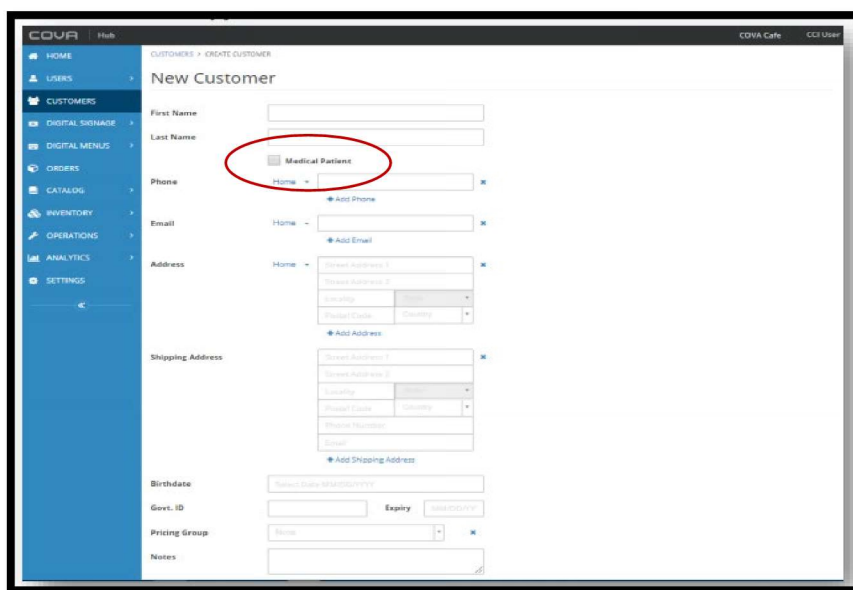 COVA Hub COVA Cafe CCI User
HOME
USERS
CUSTOMERS
DIGITAL SIGNAGE
DIGITAL MENUS
ORDERS
CATALOG
INVENTORY
OPERATIONS
ANALYTICS
SETTINGS
CUSTOMERS > CREATE CUSTOMER
New Customer
First Name
Last Name
Medical Patient
Phone Home
+ Add Phone
Email Home
+ Add Email
Address Home Street Address 1
Street Address 2
Locality State
Postal Code Country
+ Add Address
Shipping Address Street Address 1
Street Address 2
Locality State
Postal Code Country
Phone Number
Email
+ Add Shipping Address
Birthdate Select Date MM/DD/YYYY
Govt. ID Expiry
Pricing Group None
Notes